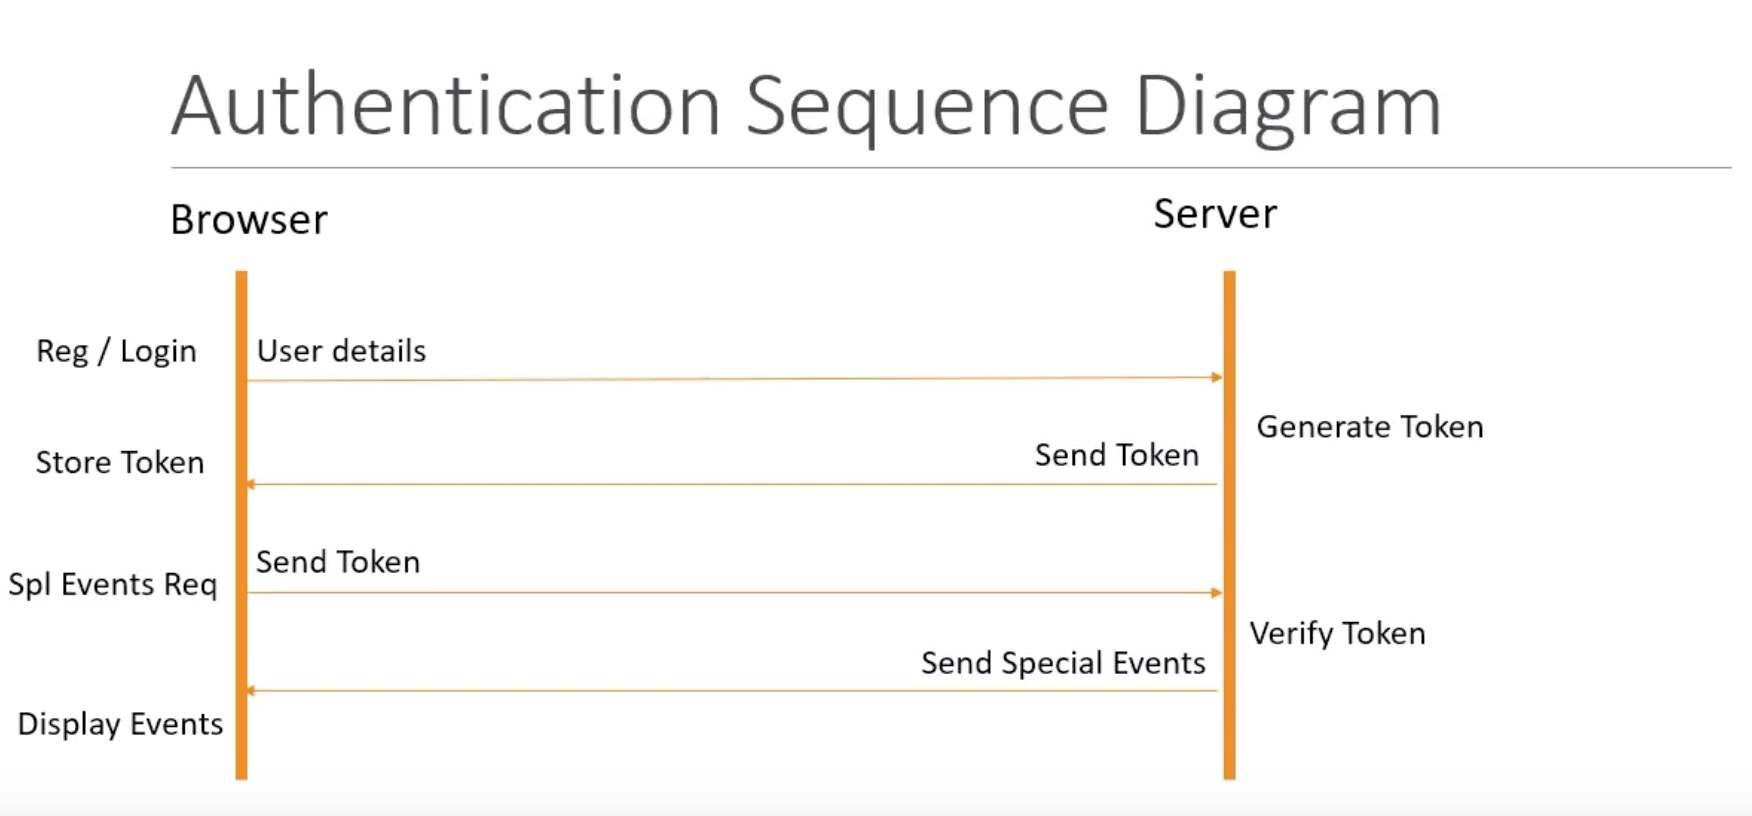 Authentication Sequence Diagram
Browser
Server
Reg / Login
User details
Generate Token
Send Token
Store Token
Send Token
Spl Events Req
Verify Token
Send Special Events
Display Events